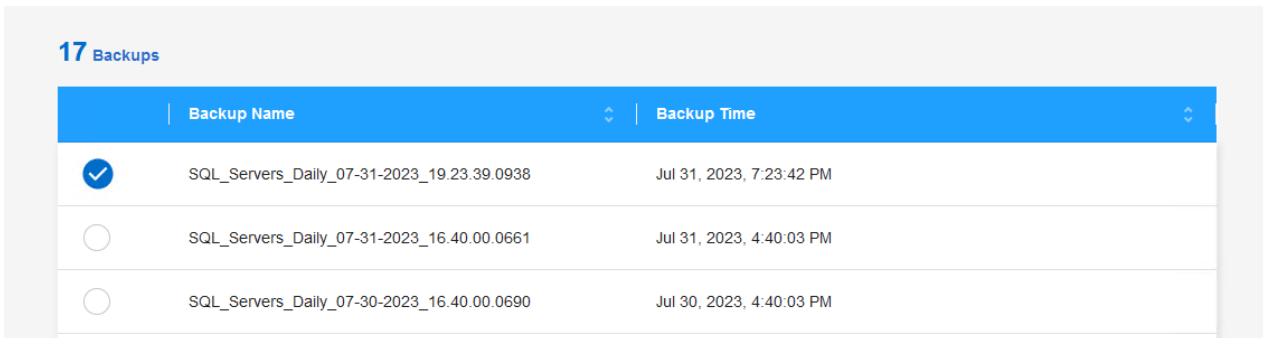 17 Backups
Backup Name Backup Time
SQL_Servers_Daily_07-31-2023_19.23.39.0938 Jul 31, 2023, 7:23:42 PM
SQL_Servers_Daily_07-31-2023_16.40.00.0661 Jul 31, 2023, 4:40:03 PM
SQL_Servers_Daily_07-30-2023_16.40.00.0690 Jul 30, 2023, 4:40:03 PM